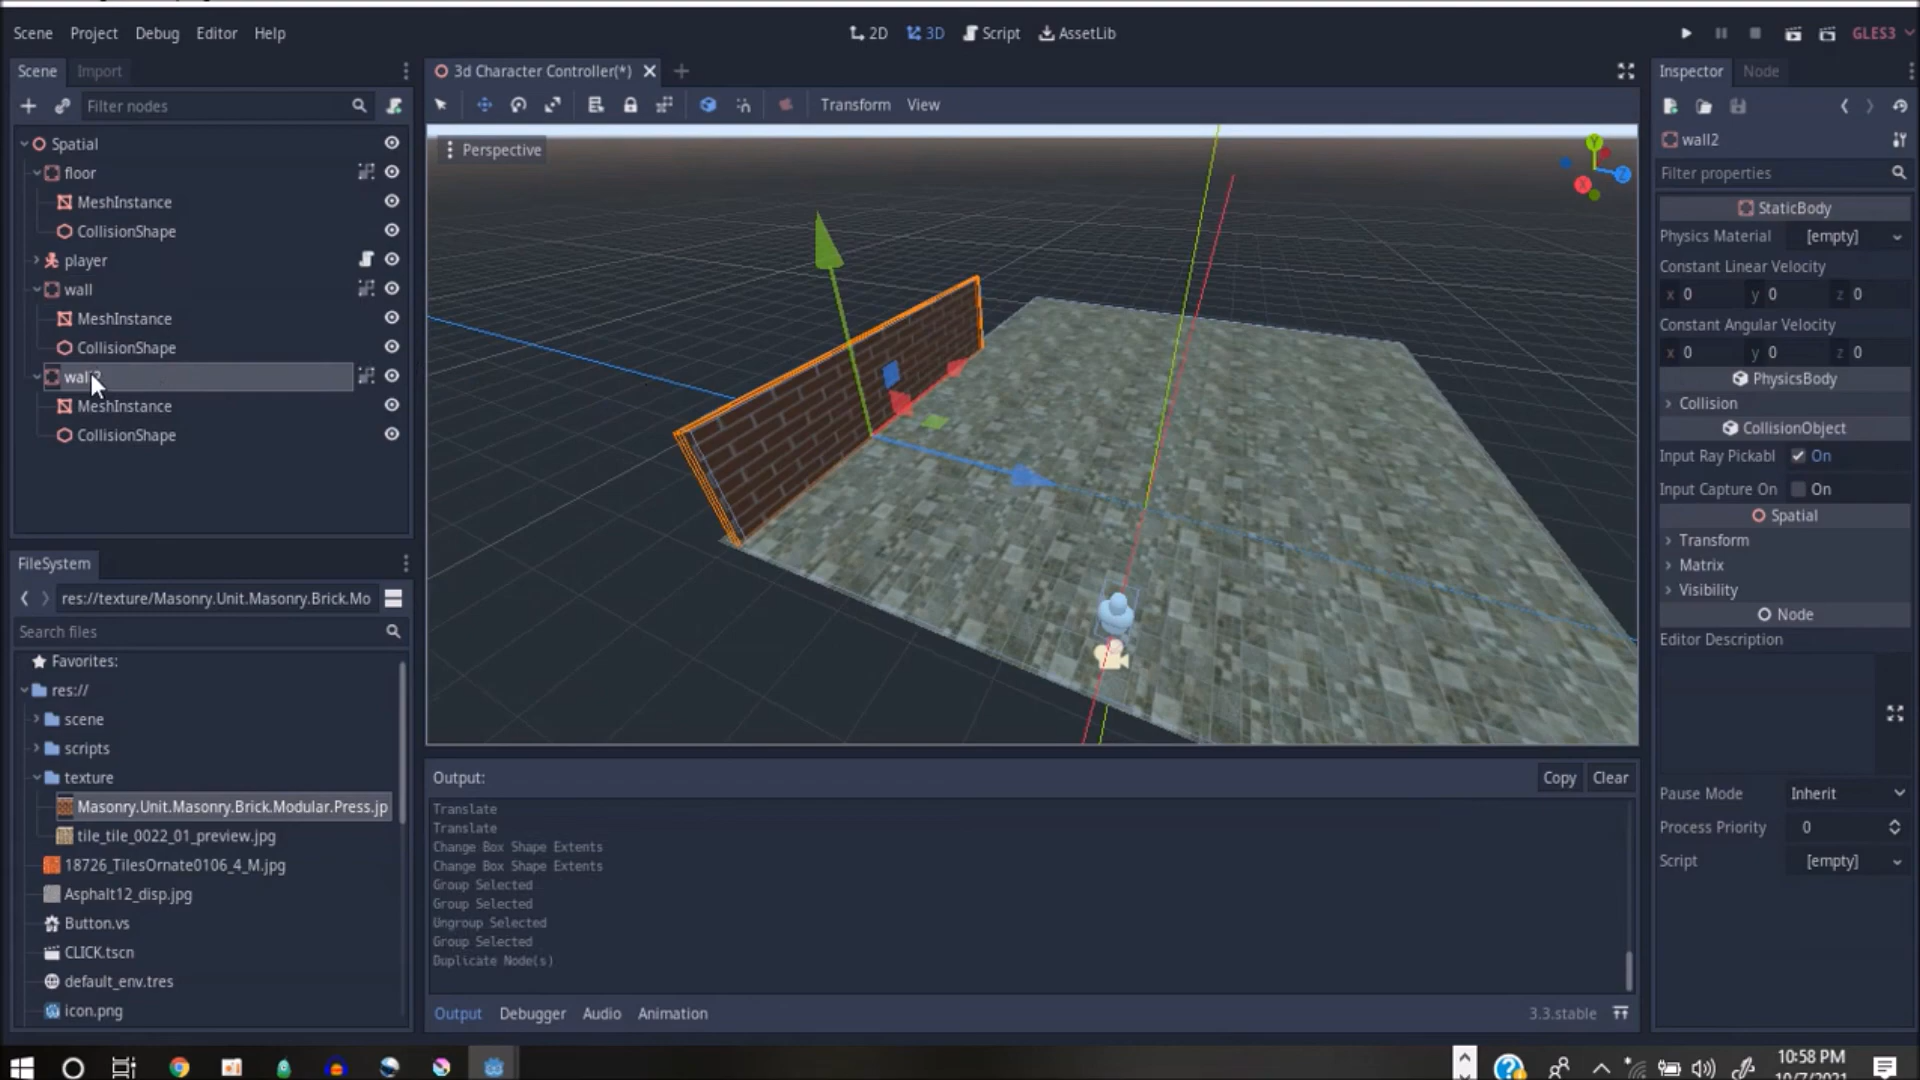 Scene Project Debug Editor Help
2D 3D Script AssetLib
GLES3
Scene Import
Filter nodes
Spatial
floor
MeshInstance
CollisionShape
player
wall
MeshInstance
CollisionShape
wall2
MeshInstance
CollisionShape
FileSystem
res://texture/Masonry.Unit.Masonry.Brick.Mo
Search files
Favorites:
res://
scene
scripts
texture
Masonry.Unit.Masonry.Brick.Modular.Press.jp
tile_tile_0022_01_preview.jpg
18726_TilesOrnate0106_4_M.jpg
Asphalt12_disp.jpg
Button.vs
CLICK.tscn
default_env.tres
icon.png
3d Character Controller(*)
Transform View
Perspective
Y
X
Z
Output:
Copy Clear
Translate
Translate
Change Box Shape Extents
Change Box Shape Extents
Group Selected
Group Selected
Ungroup Selected
Group Selected
Duplicate Node(s)
Output Debugger Audio Animation
3.3.stable
Inspector Node
wall2
Filter properties
StaticBody
Physics Material [empty]
Constant Linear Velocity
x 0 y 0 z 0
Constant Angular Velocity
x 0 y 0 z 0
PhysicsBody
Collision
CollisionObject
Input Ray Pickabl On
Input Capture On On
Spatial
Transform
Matrix
Visibility
Node
Editor Description
Pause Mode Inherit
Process Priority 0
Script [empty]
10:58 PM
10/7/2021